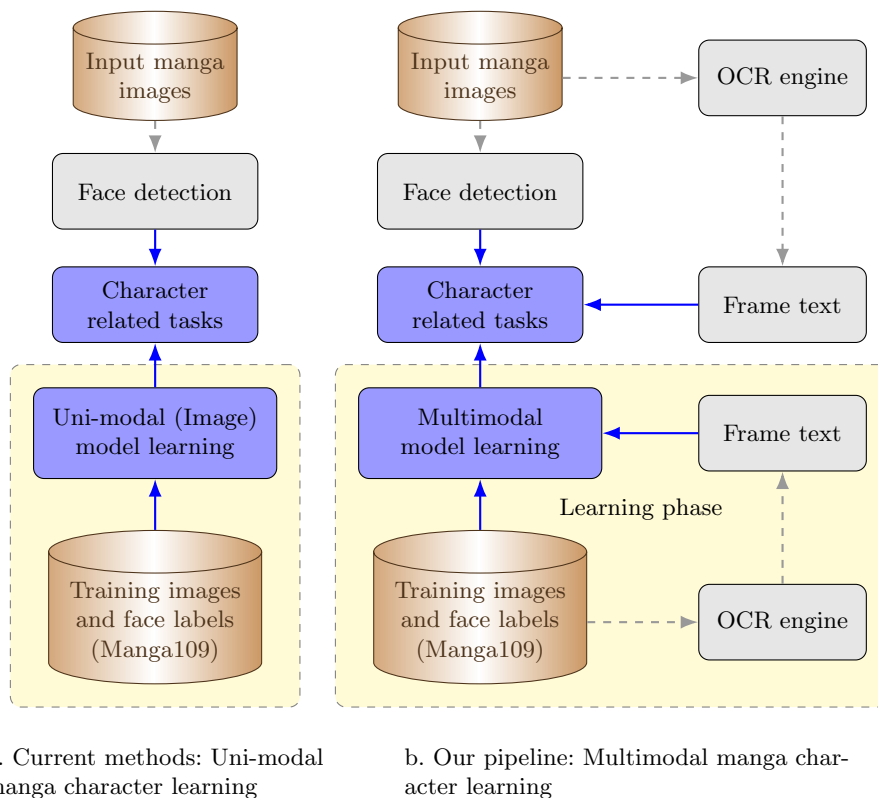 Input manga
images
Face detection
Character
related tasks
Uni-modal (Image)
model learning
Training images
and face labels
(Manga109)
. Current methods: Uni-modal
manga character learning
Input manga
images
OCR engine
Face detection
Character
related tasks
Frame text
Multimodal
model learning
Frame text
Learning phase
Training images
and face labels
(Manga109)
OCR engine
b. Our pipeline: Multimodal manga char-
acter learning